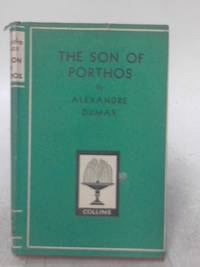 THE SON OF
PORTHOS
By
ALEXANDRE
DUMAS
COLLINS